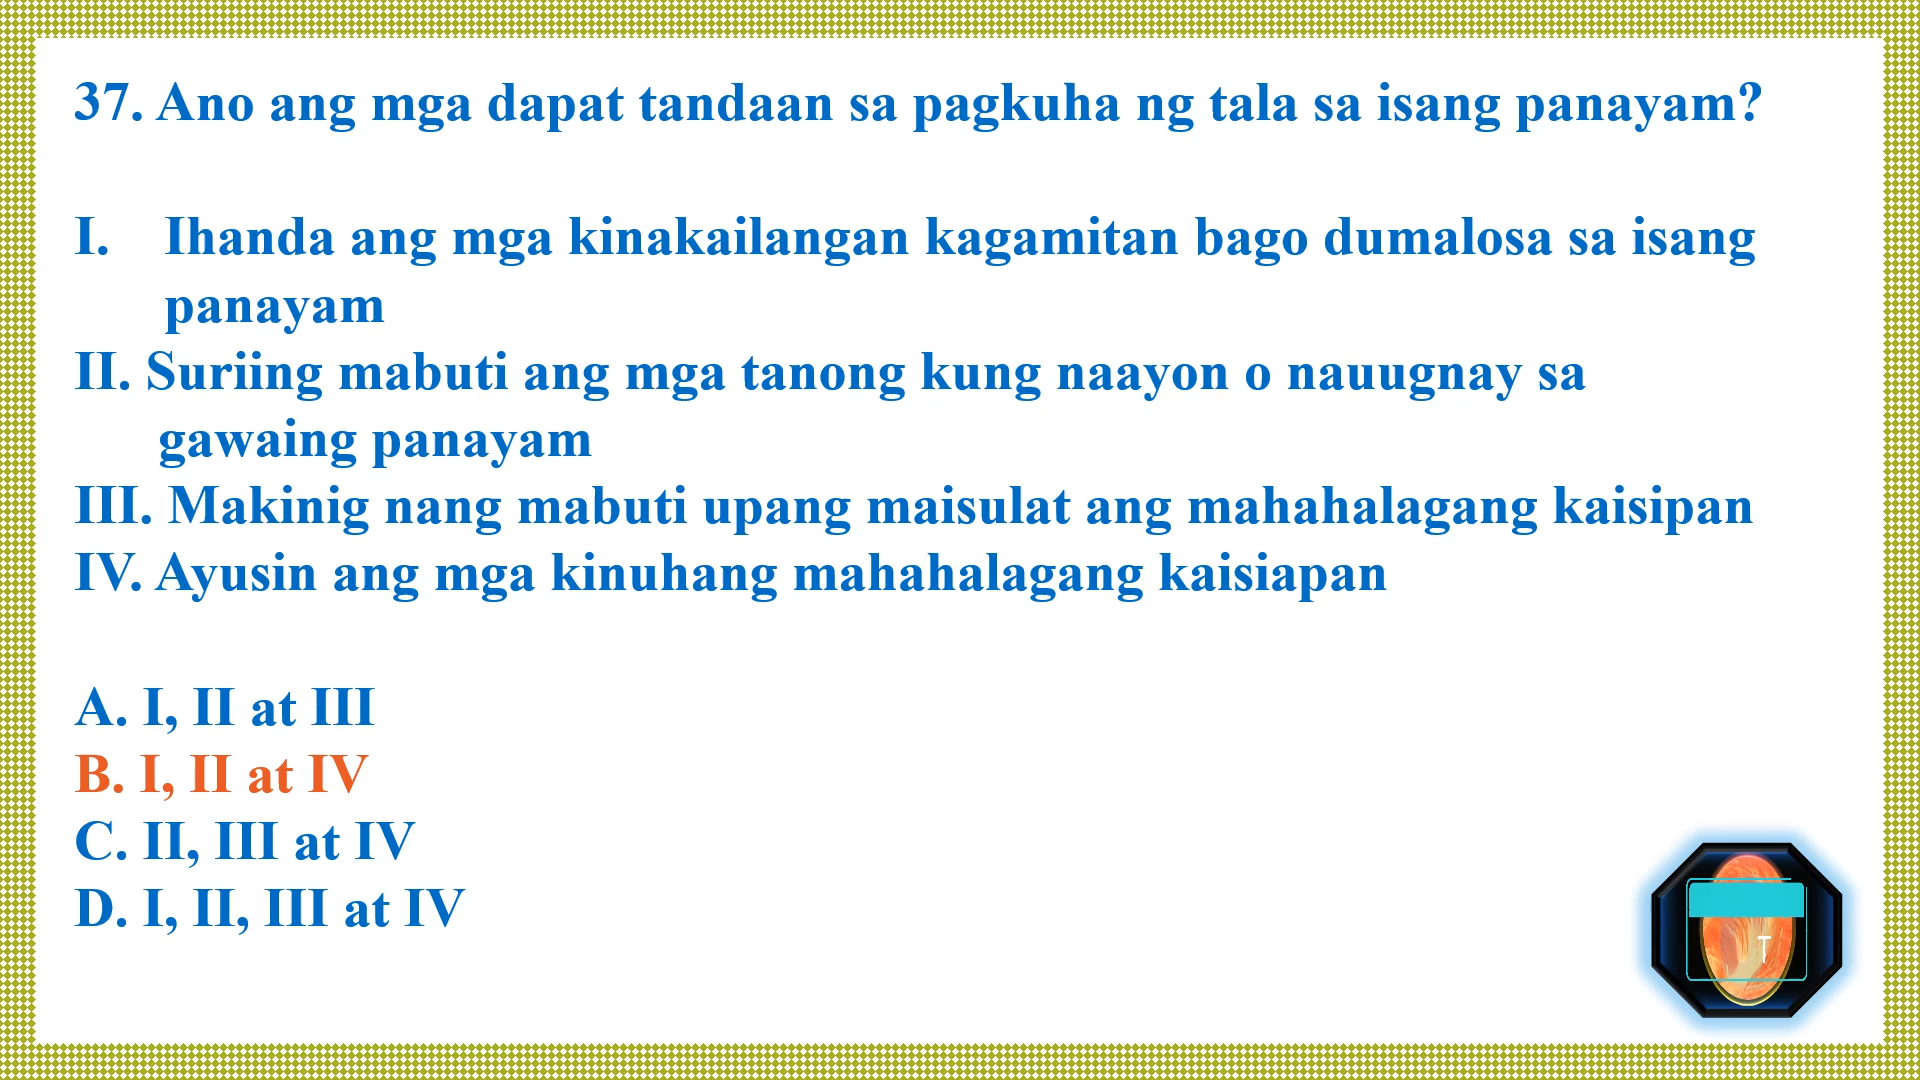 37. Ano ang mga dapat tandaan sa pagkuha ng tala sa isang panayam?
I. Ihanda ang mga kinakailangan kagamitan bago dumalosa sa isang
panayam
II. Suriing mabuti ang mga tanong kung naayon o nauugnay sa
gawaing panayam
III. Makinig nang mabuti upang maisulat ang mahahalagang kaisipan
IV. Ayusin ang mga kinuhang mahahalagang kaisiapan
A. I, II at III
B. I, II at IV
C. II, III at IV
D. I, II, III at IV
T